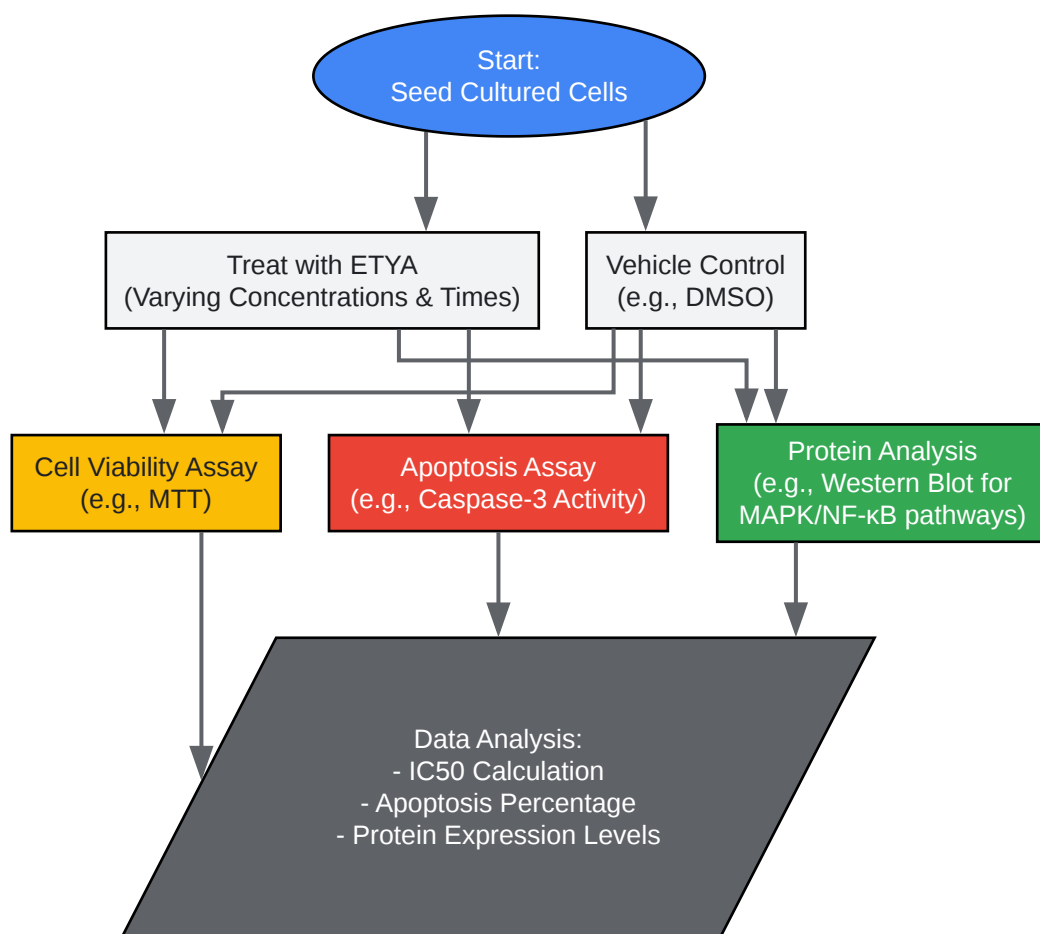 Start:
Seed Cultured Cells
Treat with ETYA
(Varying Concentrations & Times)
Vehicle Control
(e.g., DMSO)
Cell Viability Assay
(e.g., MTT)
Apoptosis Assay
(e.g., Caspase-3 Activity)
Protein Analysis
(e.g., Western Blot for
MAPK/NF-κB pathways)
Data Analysis:
- IC50 Calculation
- Apoptosis Percentage
- Protein Expression Levels